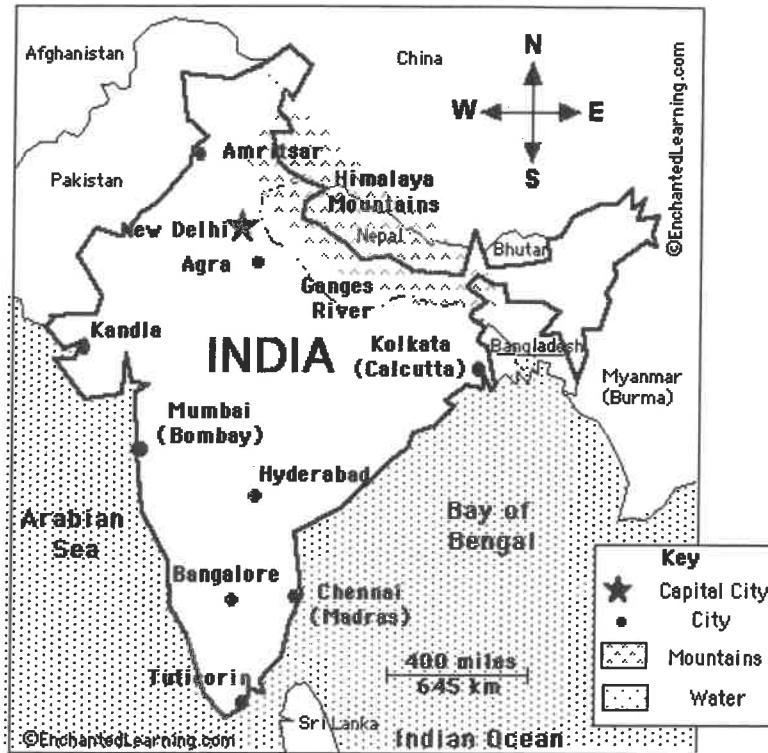 Afghanistan
China
N
W
E
S
©EnchantedLearning.com
Amritsar
Pakistan
Himalaya
Mountains
New Delhi
Nepal
Bhutan
Agra
Ganges
River
Kandla
INDIA
Kolkata
(Calcutta)
Bangladesh
Myanmar
(Burma)
Mumbai
(Bombay)
Hyderabad
Arabian
Sea
Bay of
Bengal
Bangalore
Chennai
(Madras)
Key
Capital City
City
Mountains
Water
400 miles
645 km
Tuticorin
Sri Lanka
Indian Ocean
©EnchantedLearning.com